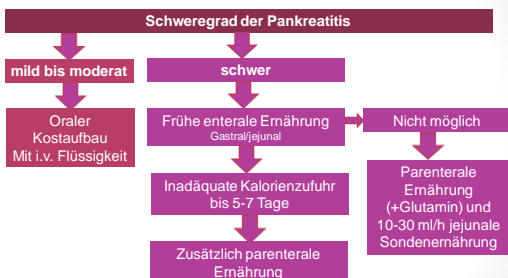 Schweregrad der Pankreatitis
mild bis moderat
schwer
Oraler
Kostaufbau
Mit i.v. Flüssigkeit
Frühe enterale Ernährung
Gastral/jejunal
Nicht möglich
Inadäquate Kalorienzufuhr
bis 5-7 Tage
Parenterale
Ernährung
(+Glutamin) und
10-30 ml/h jejunale
Sondenernährung
Zusätzlich parenterale
Ernährung